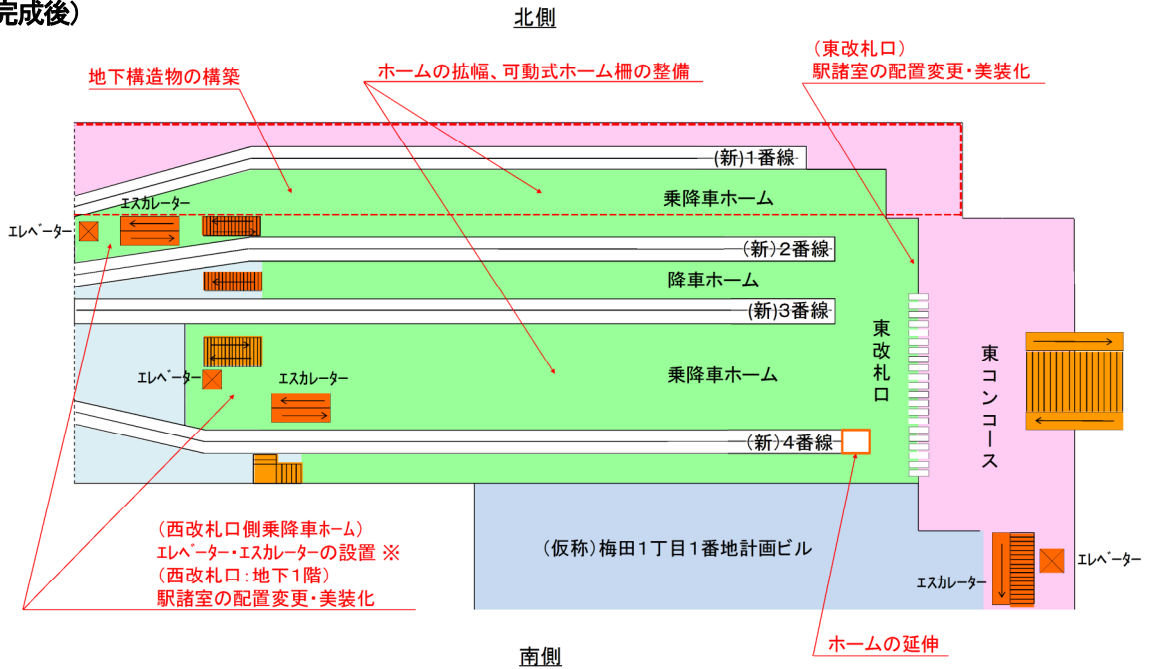 完成後）
北側
地下構造物の構築
ホームの拡幅、可動式ホーム柵の整備
（東改札口）
駅諸室の配置変更・美装化
（新）１番線
乗降車ホーム
エスカレーター
エレベーター
（新）２番線
降車ホーム
（新）３番線
東改札口
東コンコース
エレベーター
エスカレーター
乗降車ホーム
（新）４番線
（西改札口側乗降車ホーム）
エレベーター・エスカレーターの設置 ※
（西改札口：地下１階）
駅諸室の配置変更・美装化
（仮称）梅田１丁目１番地計画ビル
エスカレーター
エレベーター
ホームの延伸
南側